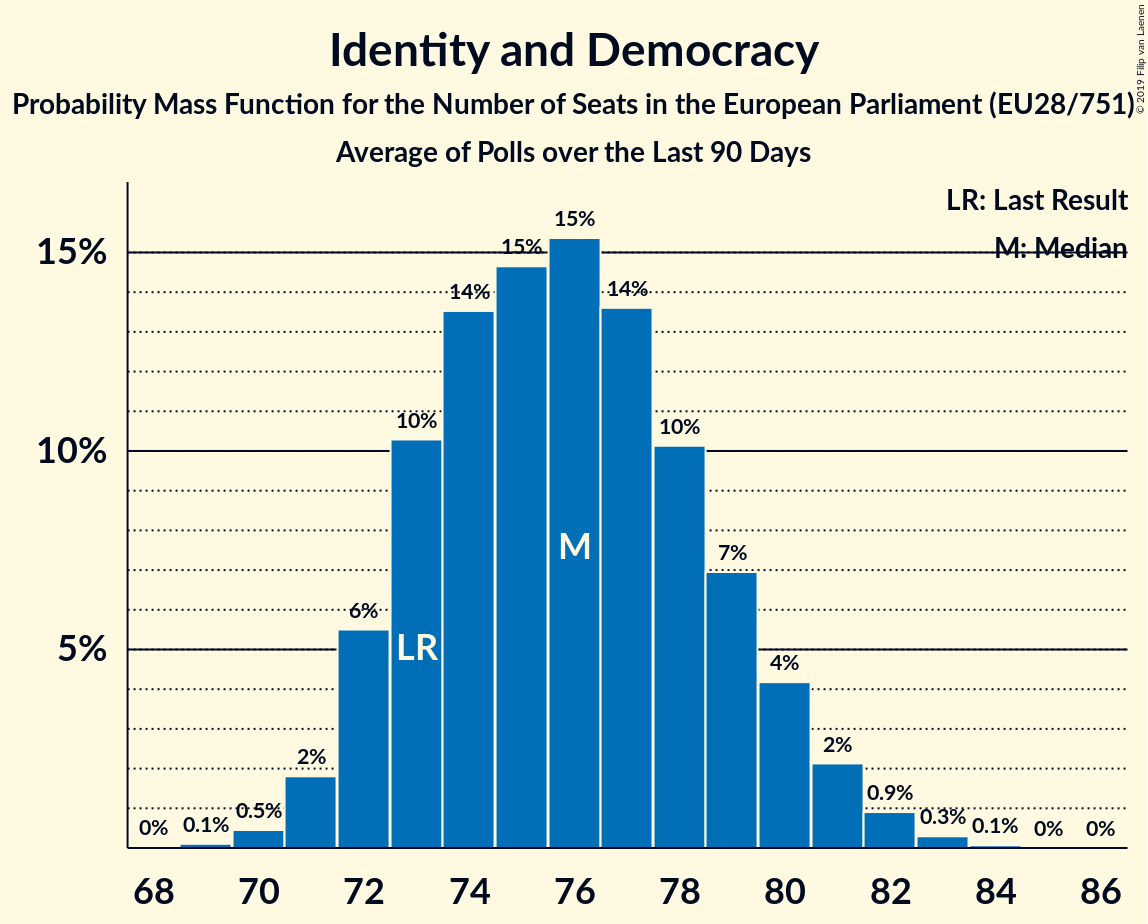 Identity and Democracy
Probability Mass Function for the Number of Seats in the European Parliament (EU28/751)
Average of Polls over the Last 90 Days
© 2019 Filip van Laenen
LR: Last Result
M: Median
15%
10%
5%
0%
0.1%
0.5%
2%
6%
10%
14%
15%
15%
14%
10%
7%
4%
2%
0.9%
0.3%
0.1%
0%
0%
LR
M
68 70 72 74 76 78 80 82 84 86